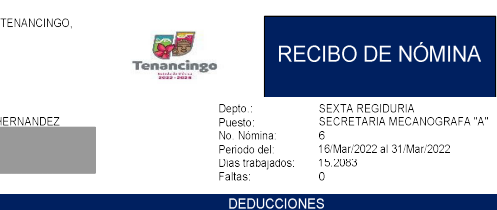 TENANCINGO,
Tenancingo
2022 - 2024
RECIBO DE NÓMINA
HERNANDEZ
Depto.: SEXTA REGIDURIA
Puesto: SECRETARIA MECANOGRAFA "A"
No. Nómina: 6
Periodo del: 16/Mar/2022 al 31/Mar/2022
Dias trabajados: 15.2083
Faltas: 0
DEDUCCIONES